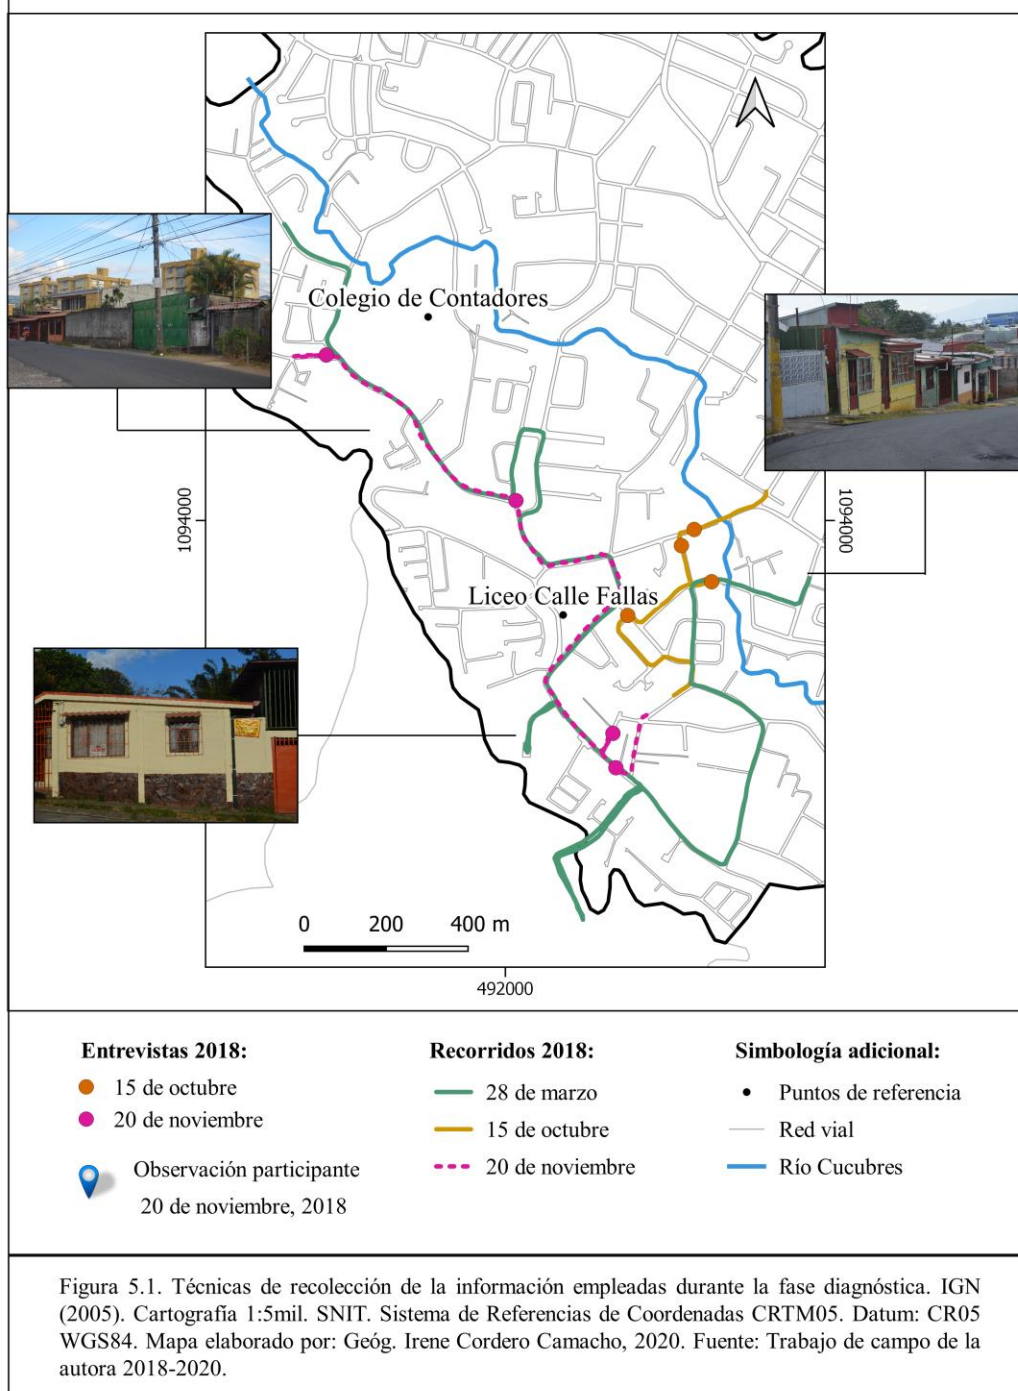 Colegio de Contadores
1094000
1094000
Liceo Calle Fallas
0 200 400 m
492000
Entrevistas 2018:
15 de octubre
20 de noviembre
Observación participante
20 de noviembre, 2018
Recorridos 2018:
28 de marzo
15 de octubre
20 de noviembre
Simbología adicional:
Puntos de referencia
Red vial
Río Cucubres
Figura 5.1. Técnicas de recolección de la información empleadas durante la fase diagnóstica. IGN
(2005). Cartografía 1:5mil. SNIT. Sistema de Referencias de Coordenadas CRTM05. Datum: CR05
WGS84. Mapa elaborado por: Geóg. Irene Cordero Camacho, 2020. Fuente: Trabajo de campo de la
autora 2018-2020.